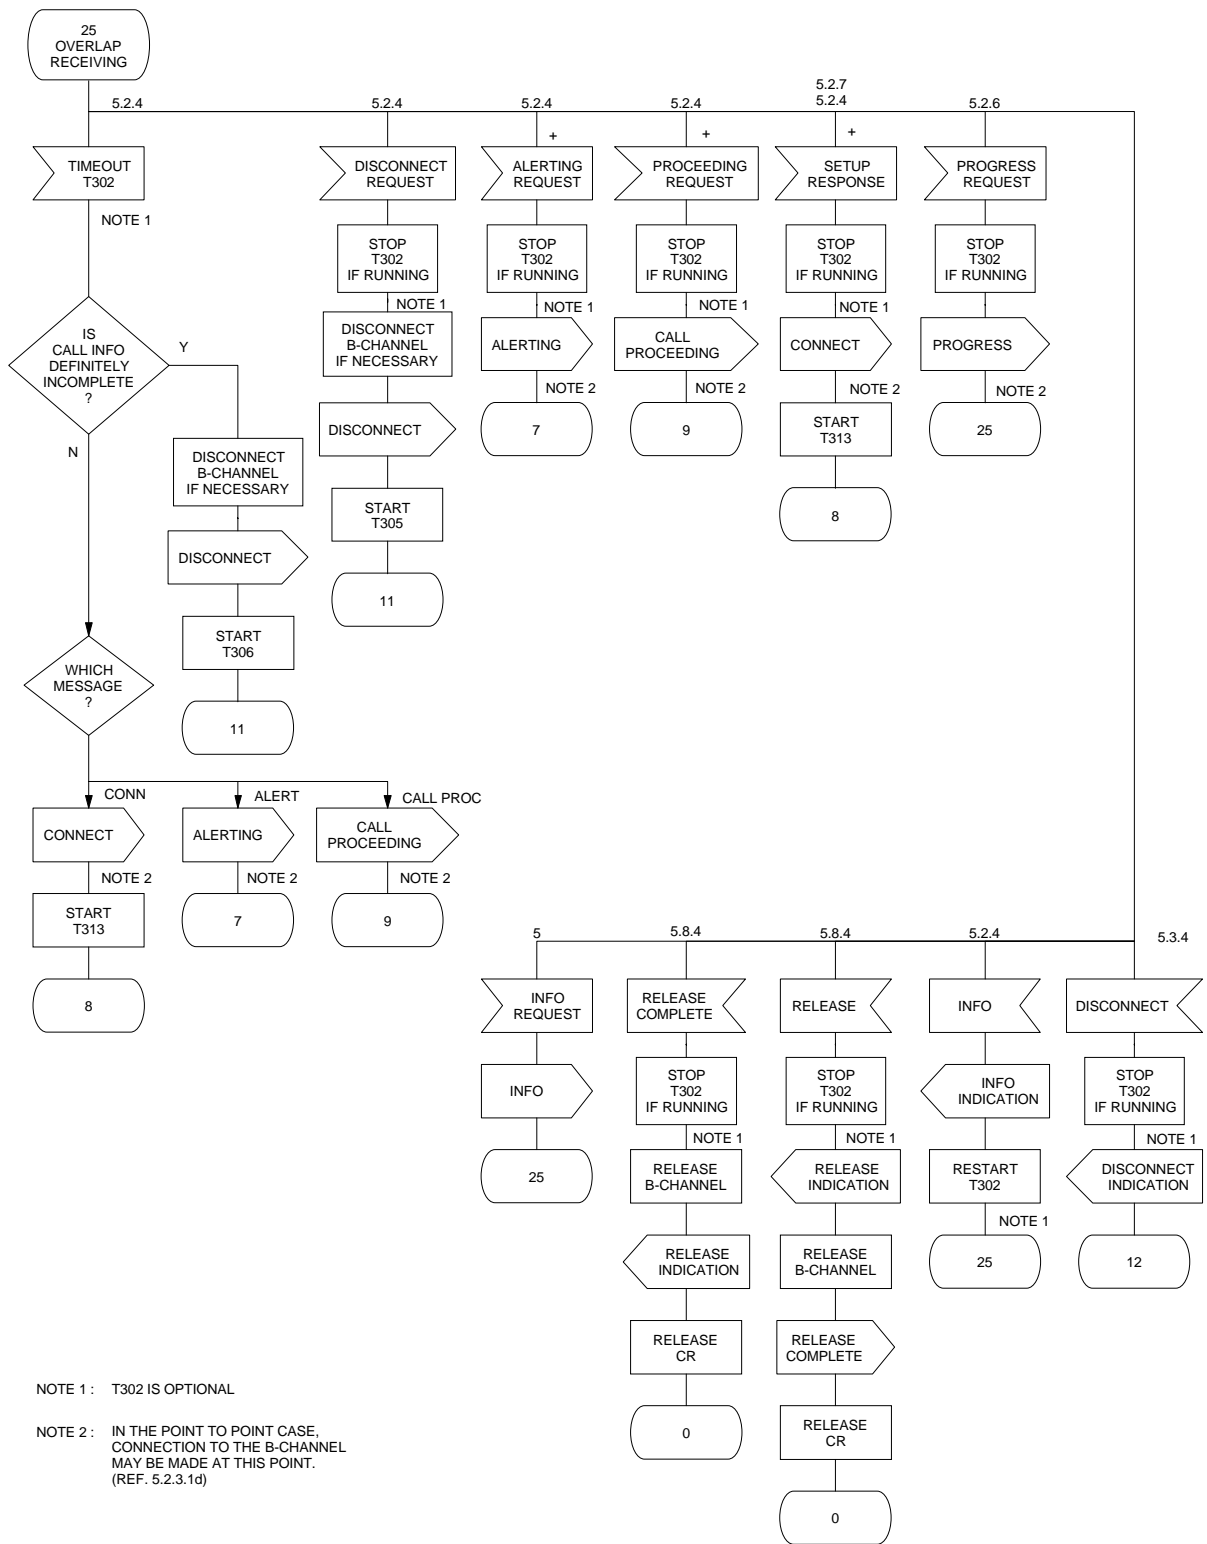 25
OVERLAP
RECEIVING
5.2.4
5.2.4
5.2.4
5.2.4
5.2.7
5.2.4
5.2.6
+
+
+
TIMEOUT
T302
DISCONNECT
REQUEST
ALERTING
REQUEST
PROCEEDING
REQUEST
SETUP
RESPONSE
PROGRESS
REQUEST
NOTE 1
STOP
T302
IF RUNNING
STOP
T302
IF RUNNING
STOP
T302
IF RUNNING
STOP
T302
IF RUNNING
STOP
T302
IF RUNNING
NOTE 1
NOTE 1
NOTE 1
NOTE 1
NOTE 1
IS
CALL INFO
DEFINITELY
INCOMPLETE
?
Y
N
DISCONNECT
B-CHANNEL
IF NECESSARY
ALERTING
CALL
PROCEEDING
CONNECT
PROGRESS
NOTE 2
NOTE 2
NOTE 2
NOTE 2
DISCONNECT
7
9
START
T313
25
DISCONNECT
B-CHANNEL
IF NECESSARY
START
T305
8
DISCONNECT
11
START
T306
WHICH
MESSAGE
?
11
CONN
ALERT
CALL PROC
CONNECT
ALERTING
CALL
PROCEEDING
NOTE 2
NOTE 2
NOTE 2
START
T313
7
9
8
5
5.8.4
5.8.4
5.2.4
5.3.4
INFO
REQUEST
RELEASE
COMPLETE
RELEASE
INFO
DISCONNECT
INFO
STOP
T302
IF RUNNING
STOP
T302
IF RUNNING
INFO
INDICATION
STOP
T302
IF RUNNING
NOTE 1
NOTE 1
NOTE 1
25
RELEASE
B-CHANNEL
RELEASE
INDICATION
RESTART
T302
DISCONNECT
INDICATION
NOTE 1
RELEASE
INDICATION
RELEASE
B-CHANNEL
25
12
RELEASE
CR
RELEASE
COMPLETE
0
RELEASE
CR
0
NOTE 1 : T302 IS OPTIONAL
NOTE 2 : IN THE POINT TO POINT CASE,
CONNECTION TO THE B-CHANNEL
MAY BE MADE AT THIS POINT.
(REF. 5.2.3.1d)